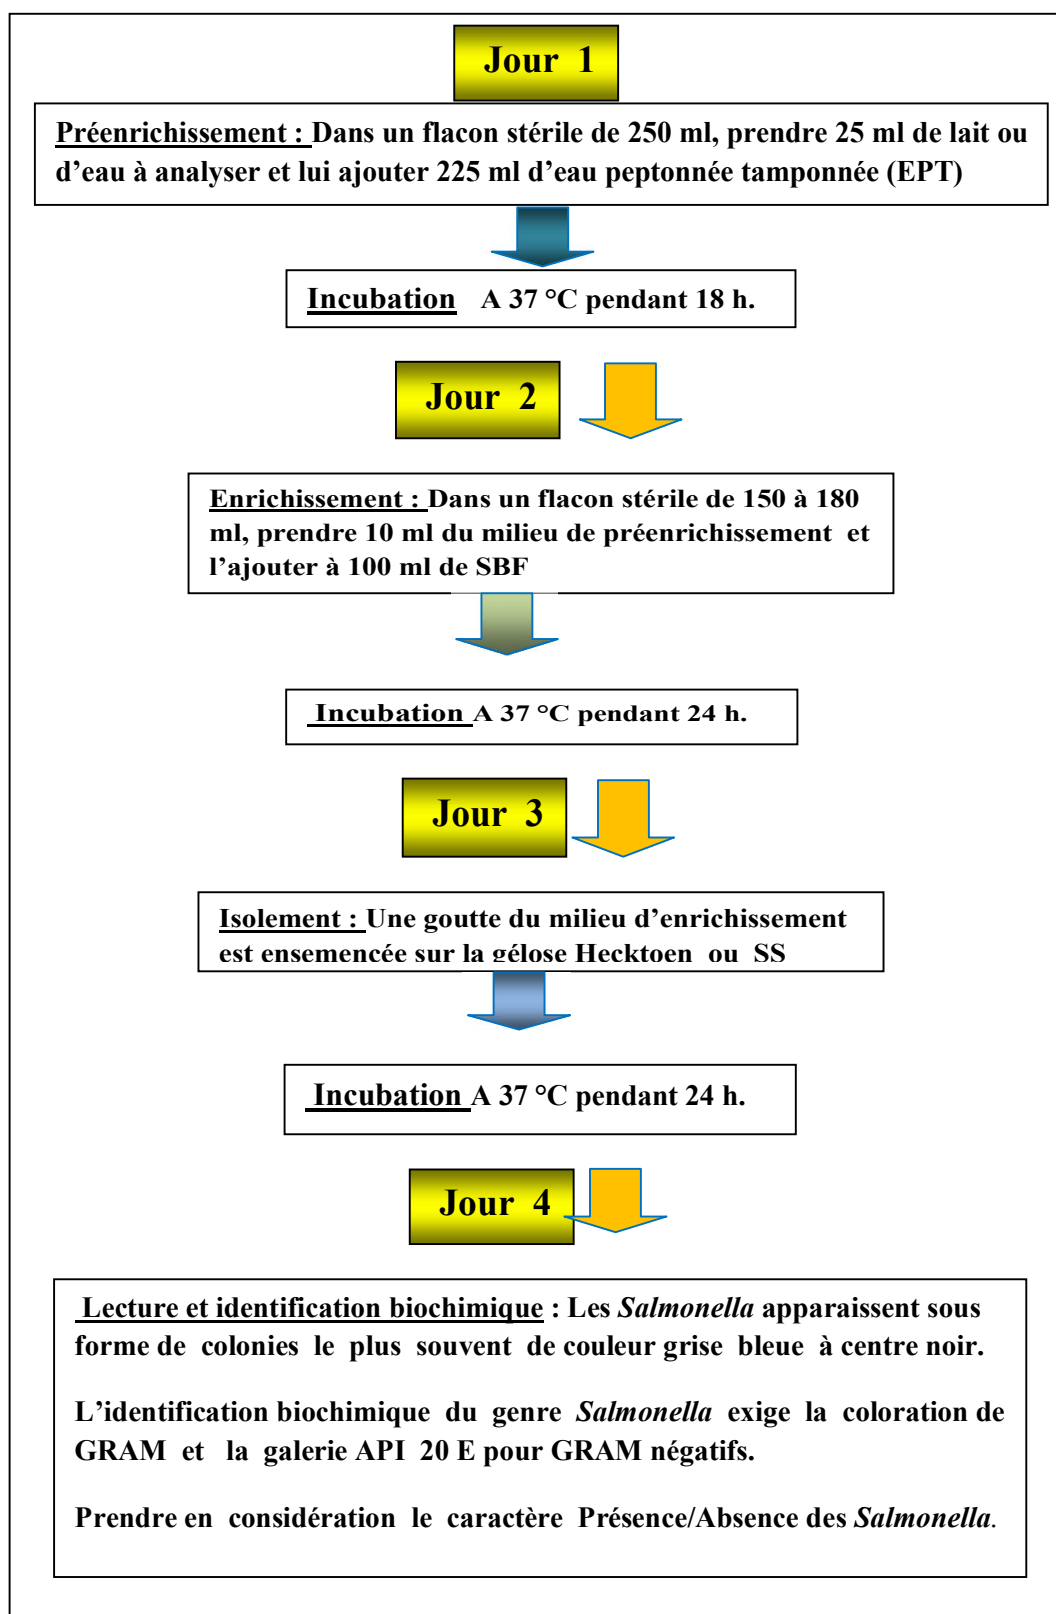 Jour 1
Préenrichissement : Dans un flacon stérile de 250 ml, prendre 25 ml de lait ou
d’eau à analyser et lui ajouter 225 ml d’eau peptonnée tamponnée (EPT)
Incubation A 37 °C pendant 18 h.
Jour 2
Enrichissement : Dans un flacon stérile de 150 à 180
ml, prendre 10 ml du milieu de préenrichissement et
l’ajouter à 100 ml de SBF
Incubation A 37 °C pendant 24 h.
Jour 3
Isolement : Une goutte du milieu d’enrichissement
est ensemencée sur la gélose Hecktoen ou SS
Incubation A 37 °C pendant 24 h.
Jour 4
Lecture et identification biochimique : Les Salmonella apparaissent sous
forme de colonies le plus souvent de couleur grise bleue à centre noir.
L’identification biochimique du genre Salmonella exige la coloration de
GRAM et la galerie API 20 E pour GRAM négatifs.
Prendre en considération le caractère Présence/Absence des Salmonella.